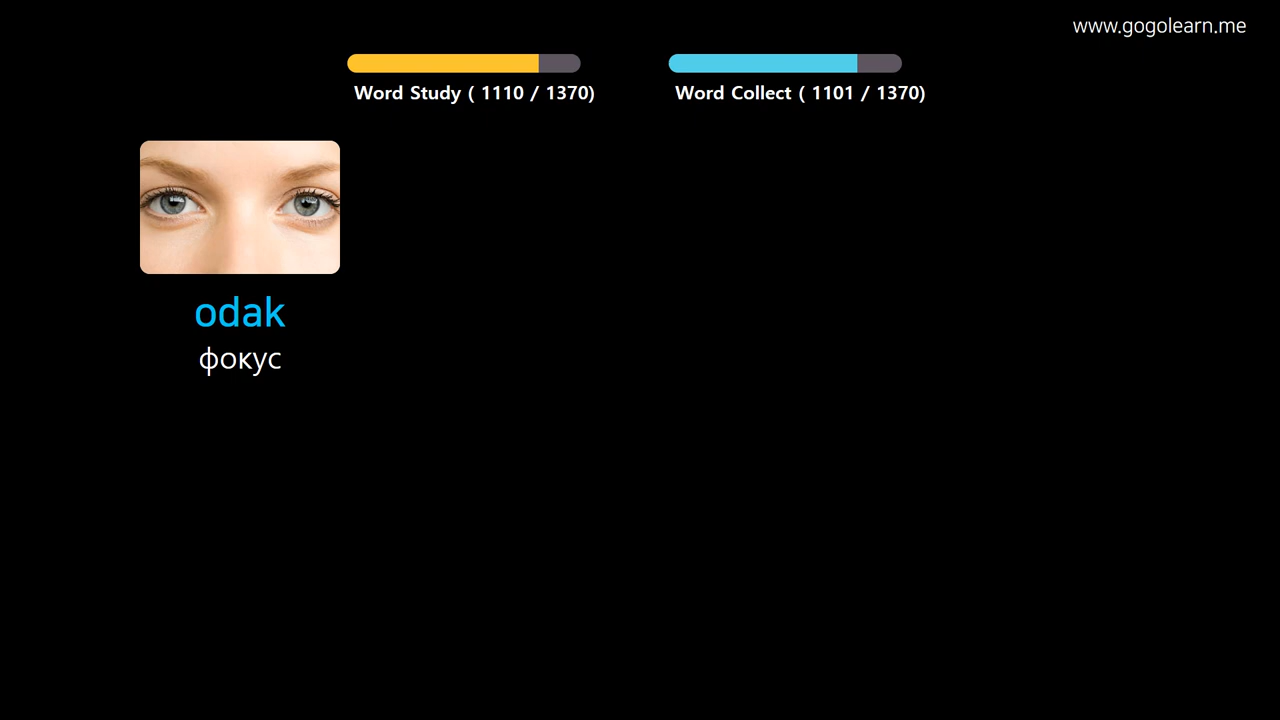 www.gogolearn.me
Word Study ( 1110 / 1370)
Word Collect ( 1101 / 1370)
odak
фокус